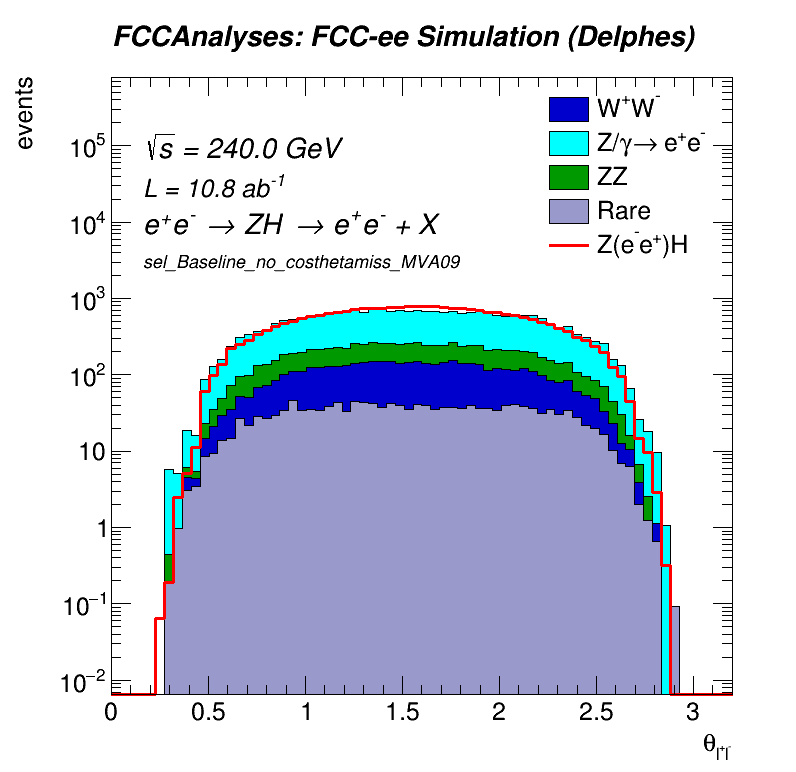 FCCAnalyses: FCC-ee Simulation (Delphes)
events
√s = 240.0 GeV
L = 10.8 ab⁻¹
e⁺e⁻ → ZH → e⁺e⁻ + X
sel_Baseline_no_costhetamiss_MVA09
W⁺W⁻
Z/γ→ e⁺e⁻
ZZ
Rare
Z(e⁻e⁺)H
10⁵
10⁴
10³
10²
10
1
10⁻¹
10⁻²
0 0.5 1 1.5 2 2.5 3
θ_l⁺l⁻